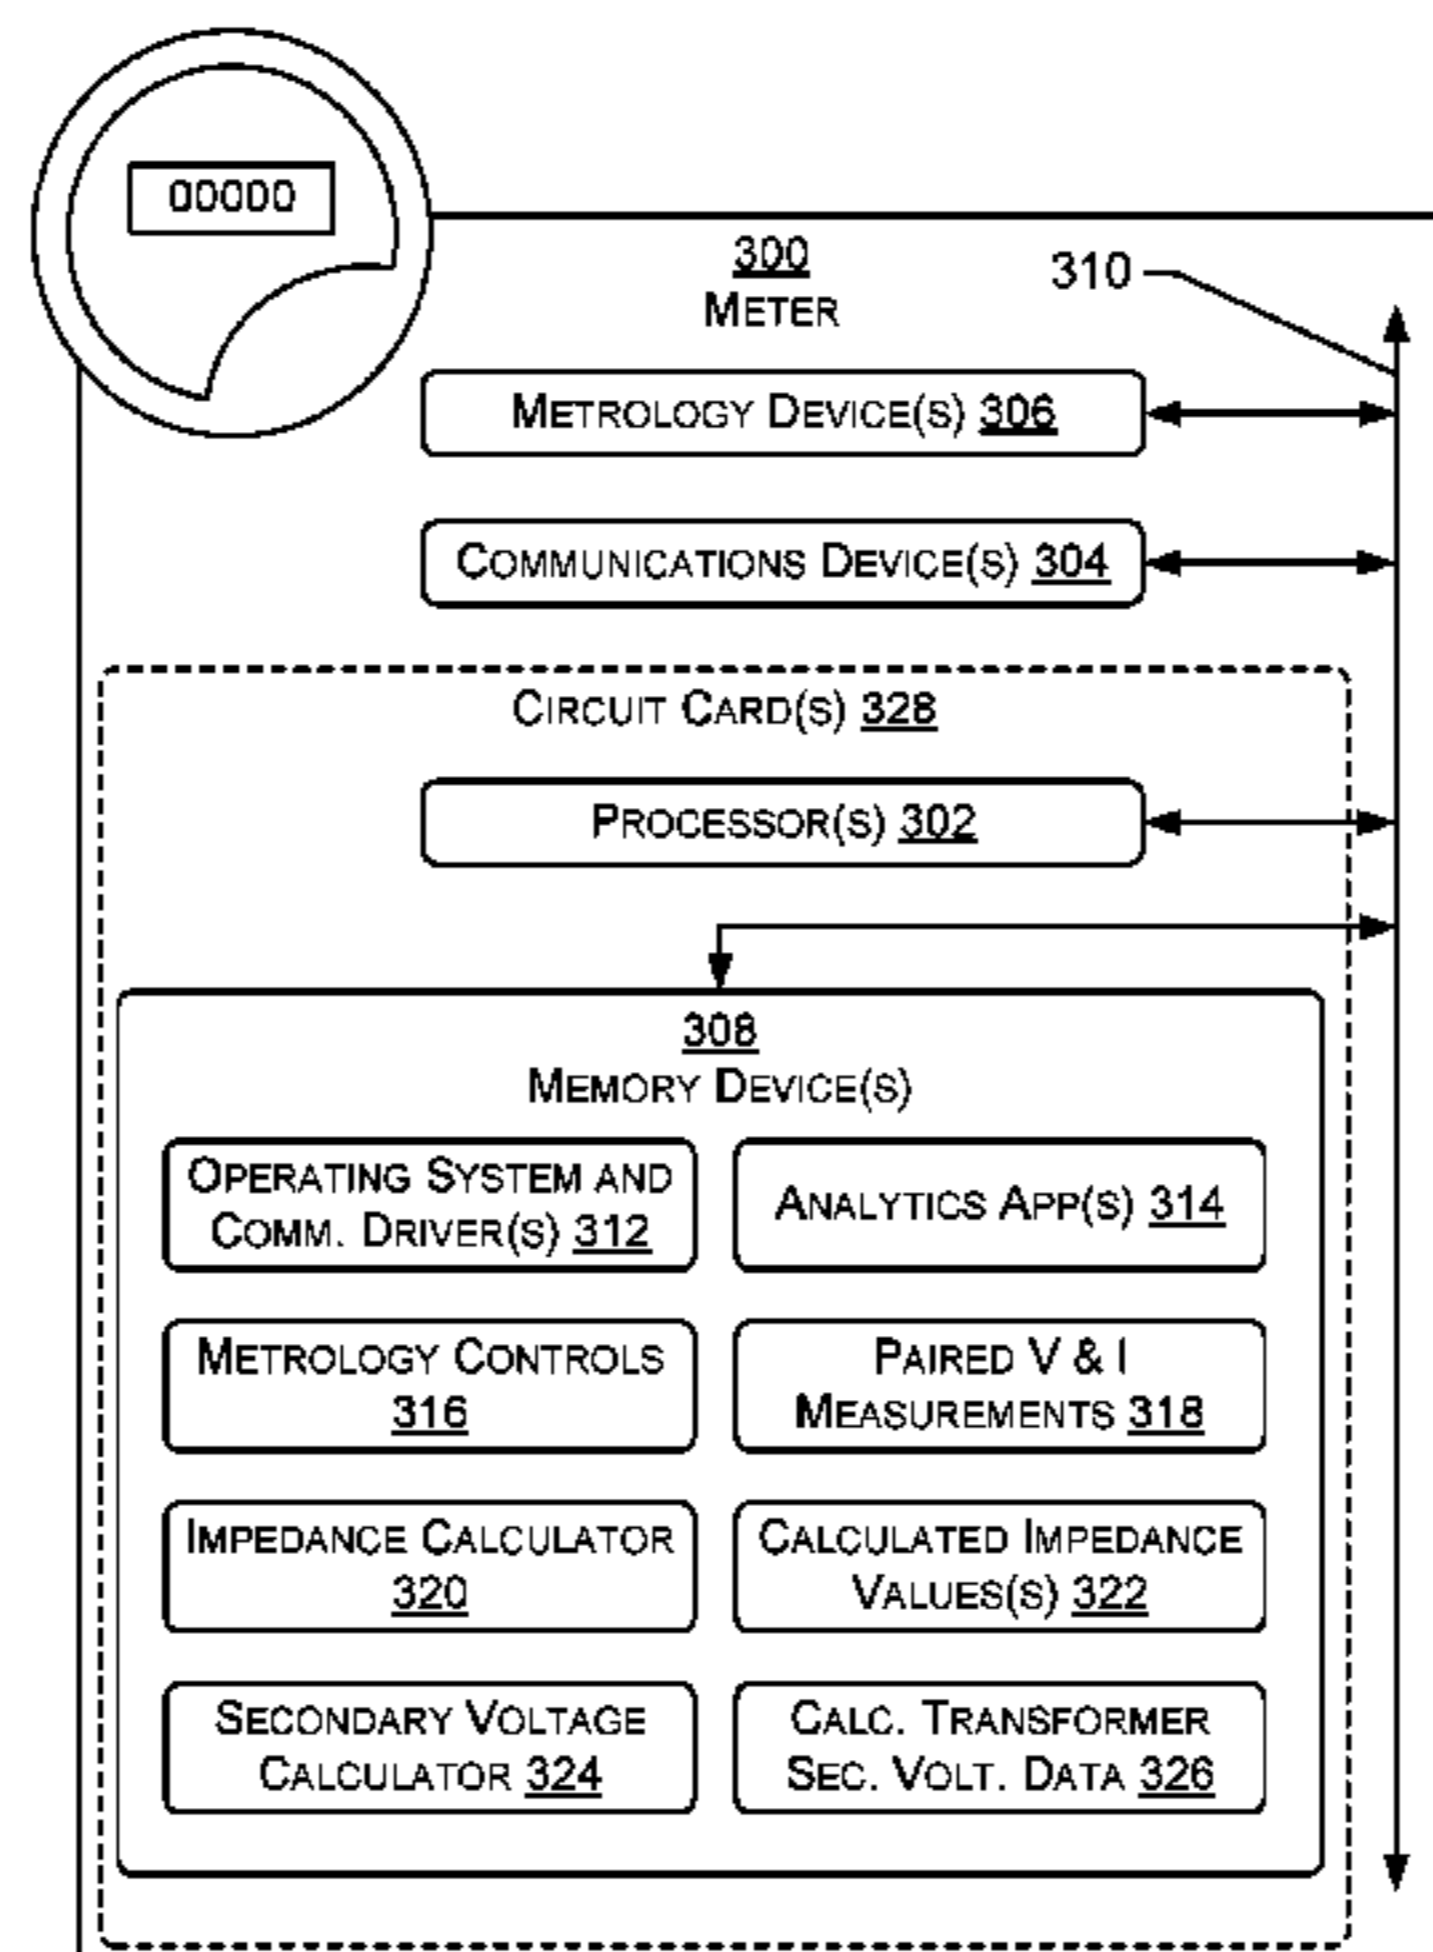 00000
300
METER
310
METROLOGY DEVICE(S) 306
COMMUNICATIONS DEVICE(S) 304
CIRCUIT CARD(S) 328
PROCESSOR(S) 302
308
MEMORY DEVICE(S)
OPERATING SYSTEM AND
COMM. DRIVER(S) 312
ANALYTICS APP(S) 314
METROLOGY CONTROLS
316
PAIRED V & I
MEASUREMENTS 318
IMPEDANCE CALCULATOR
320
CALCULATED IMPEDANCE
VALUES(S) 322
SECONDARY VOLTAGE
CALCULATOR 324
CALC. TRANSFORMER
SEC. VOLT. DATA 326